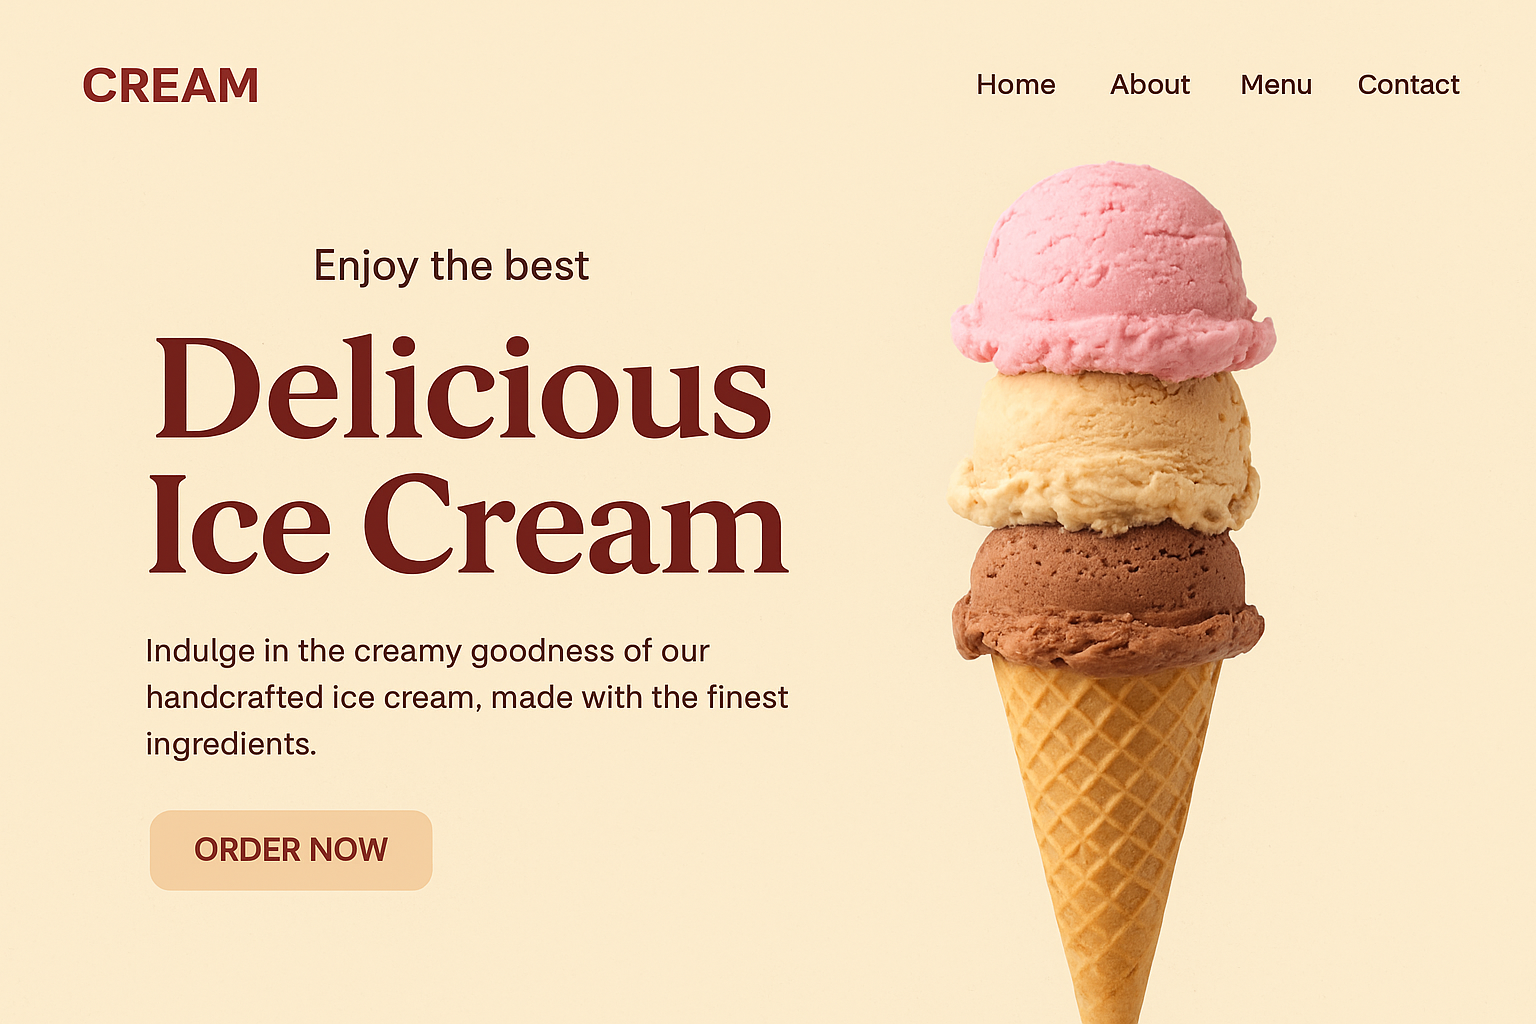 CREAM
Home About Menu Contact
Enjoy the best
Delicious
Ice Cream
Indulge in the creamy goodness of our
handcrafted ice cream, made with the finest
ingredients.
ORDER NOW